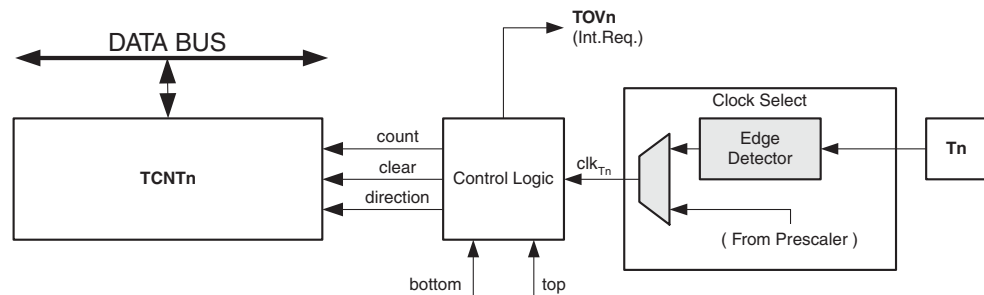 TOVn
(Int.Req.)
DATA BUS
Clock Select
count
Edge
Detector
Tn
TCNTn
clear
Control Logic
clkTn
direction
( From Prescaler )
bottom
top